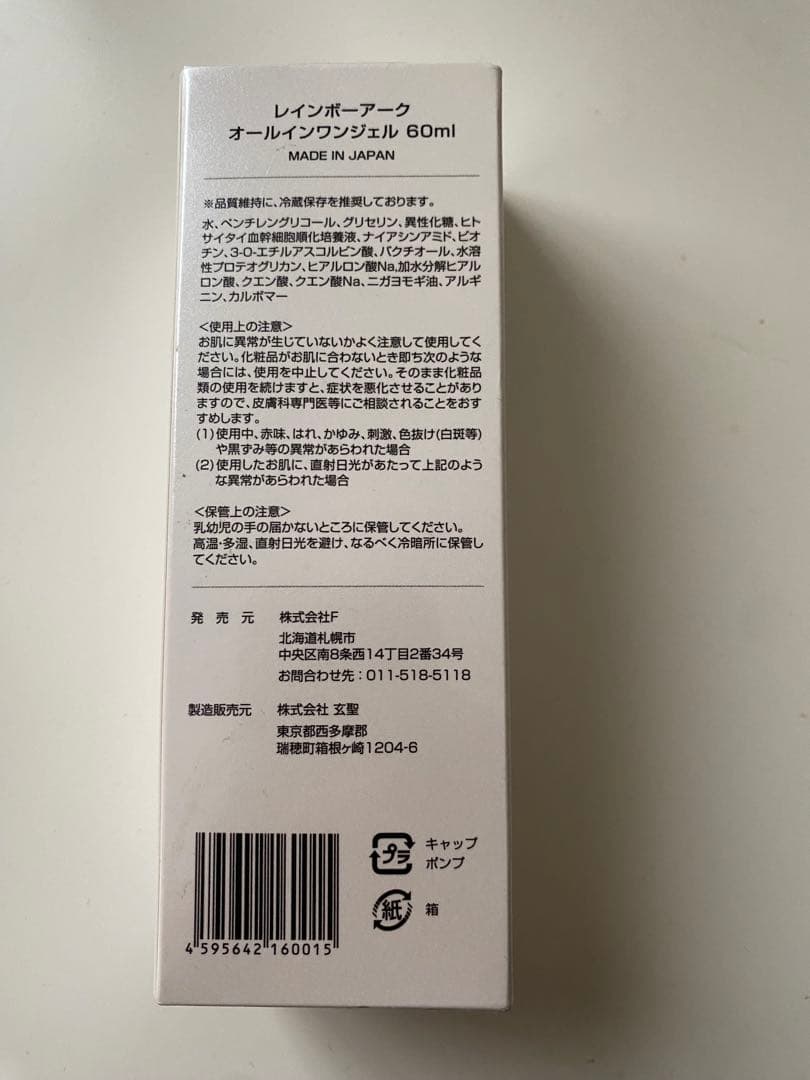 レインボーアーク
オールインワンジェル 60ml
MADE IN JAPAN
※品質維持に、冷蔵保存を推奨しております。
水、ペンチレングリコール、グリセリン、異性化糖、ヒト
サイタイ血幹細胞順化培養液、ナイアシンアミド、ビオ
チン、3-O-エチルアスコルビン酸、バクチオール、水溶
性プロテオグリカン、ヒアルロン酸Na,加水分解ヒアル
ロン酸、クエン酸、クエン酸Na、ニガヨモギ油、アルギ
ニン、カルボマー
<使用上の注意>
お肌に異常が生じていないかよく注意して使用してく
ださい。化粧品がお肌に合わないとき即ち次のような
場合には、使用を中止してください。そのまま化粧品
類の使用を続けますと、症状を悪化させることがあり
ますので、皮膚科専門医等にご相談されることをおす
すめします。
(1)使用中、赤味、はれ、かゆみ、刺激、色抜け(白斑等)
や黒ずみ等の異常があらわれた場合
(2)使用したお肌に、直射日光があたって上記のよう
な異常があらわれた場合
<保管上の注意>
乳幼児の手の届かないところに保管してください。
高温・多湿、直射日光を避け、なるべく冷暗所に保管し
てください。
発売元 株式会社F
北海道札幌市
中央区南8条西14丁目2番34号
お問合わせ先：011-518-5118
製造販売元 株式会社 玄聖
東京都西多摩郡
瑞穂町箱根ヶ崎1204-6
プラ キャップ
ポンプ
紙 箱
4 595642 160015